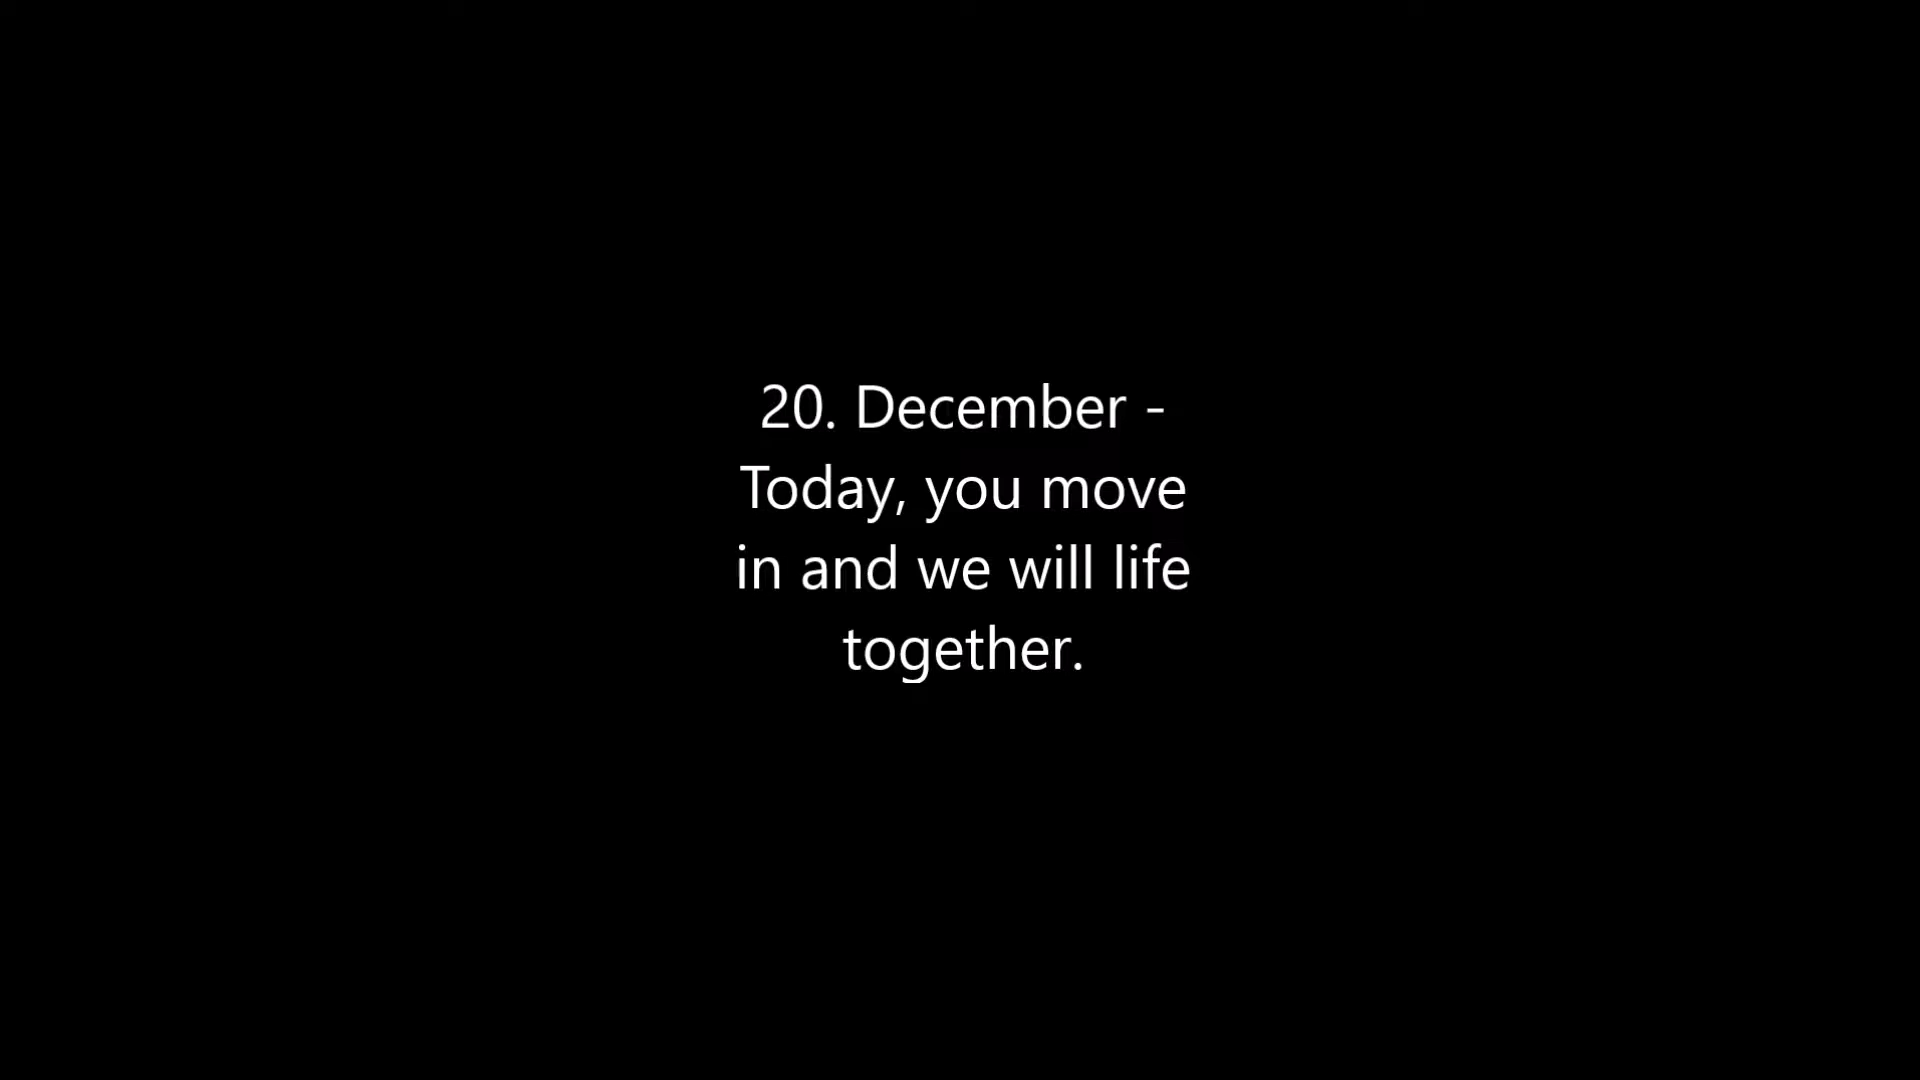 20. December -
Today, you move
in and we will life
together.